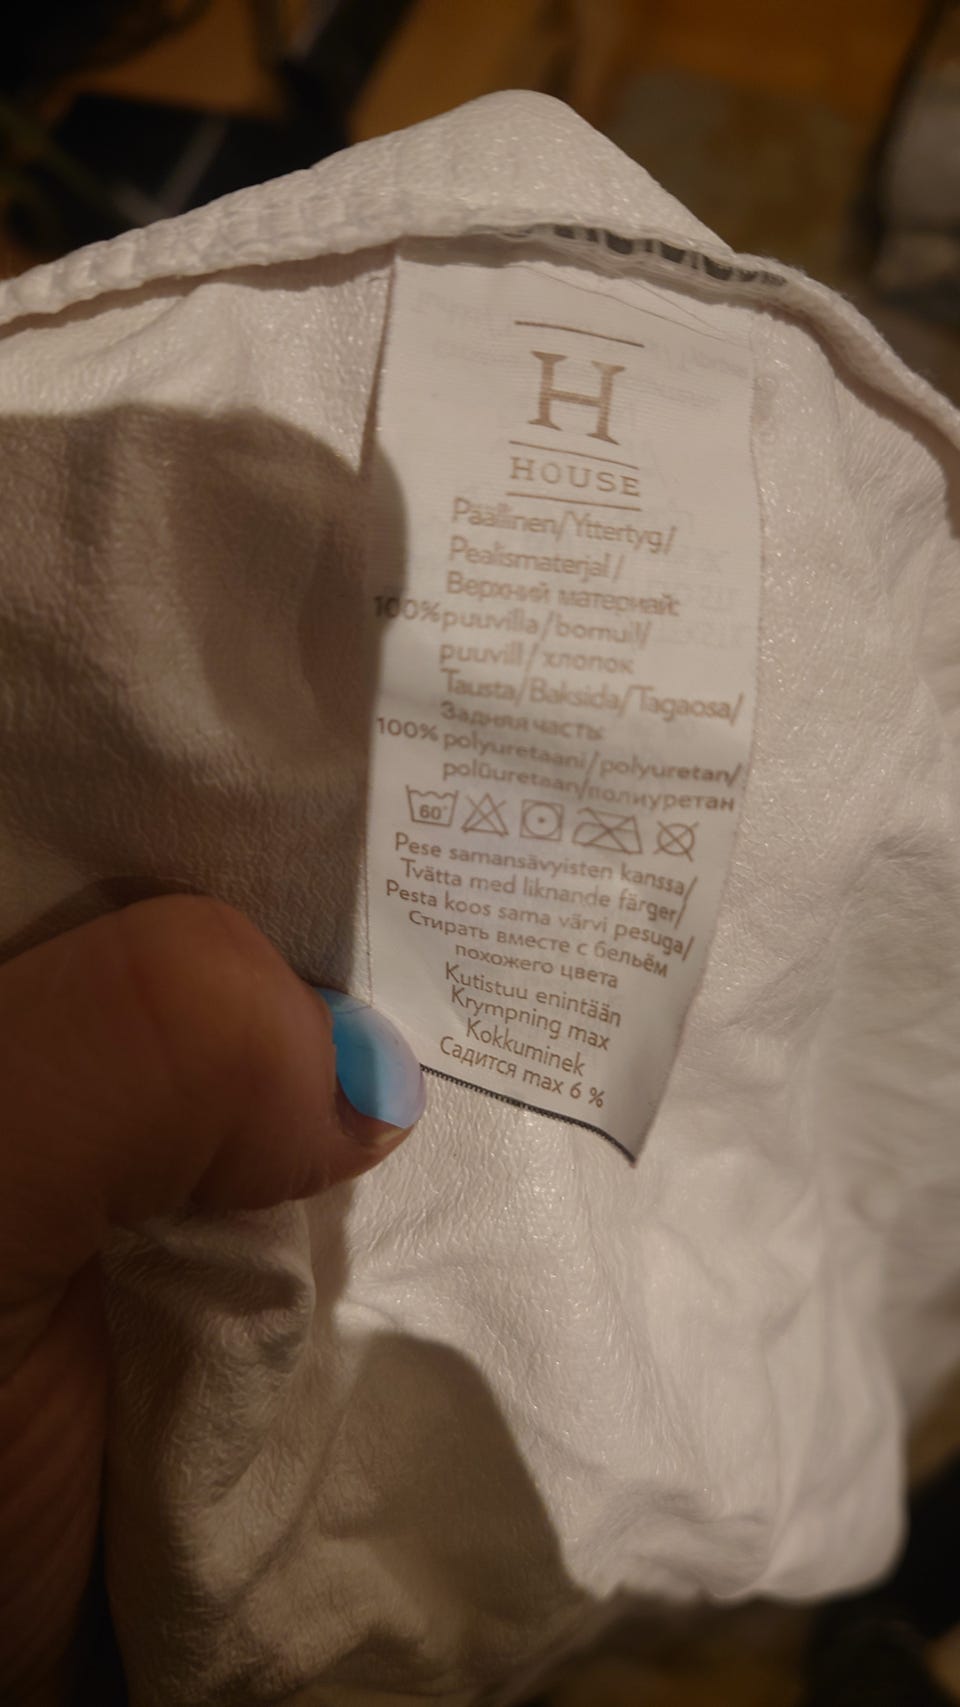 H
HOUSE
Päällinen/Yttertyg/
Pealismaterjal/
Верхний материай:
100% puuvilla/bomull/
puuvill/хлопок
Tausta/Baksida/Tagaosa/
Задняя часть:
100% polyuretaani/polyuretan/
polüuretaan/полиуретан
60°
Pese samansävyisten kanssa/
Tvätta med liknande färger/
Pesta koos sama värvi pesuga/
Стирать вместе с бельём
похожего цвета
Kutistuu enintään
Krympning max
Kokkuminek
Садится max 6 %